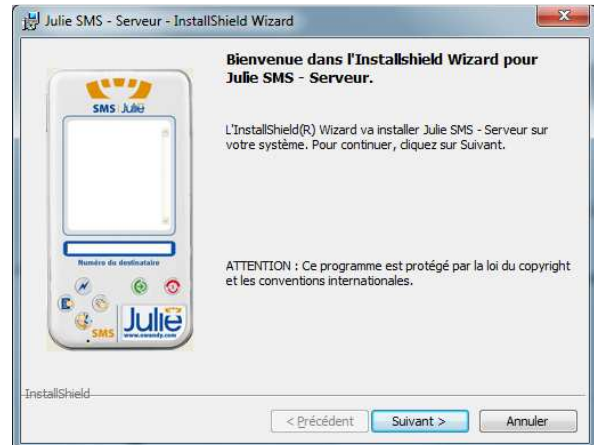 Julie SMS - Serveur - InstallShield Wizard
x
Bienvenue dans l'Installshield Wizard pour
Julie SMS - Serveur.
SMS Julie
L'InstallShield(R) Wizard va installer Julie SMS - Serveur sur
votre système. Pour continuer, cliquez sur Suivant.
Numéro du destinataire
ATTENTION : Ce programme est protégé par la loi du copyright
et les conventions internationales.
SMS Julie
InstallShield
< Précédent Suivant > Annuler